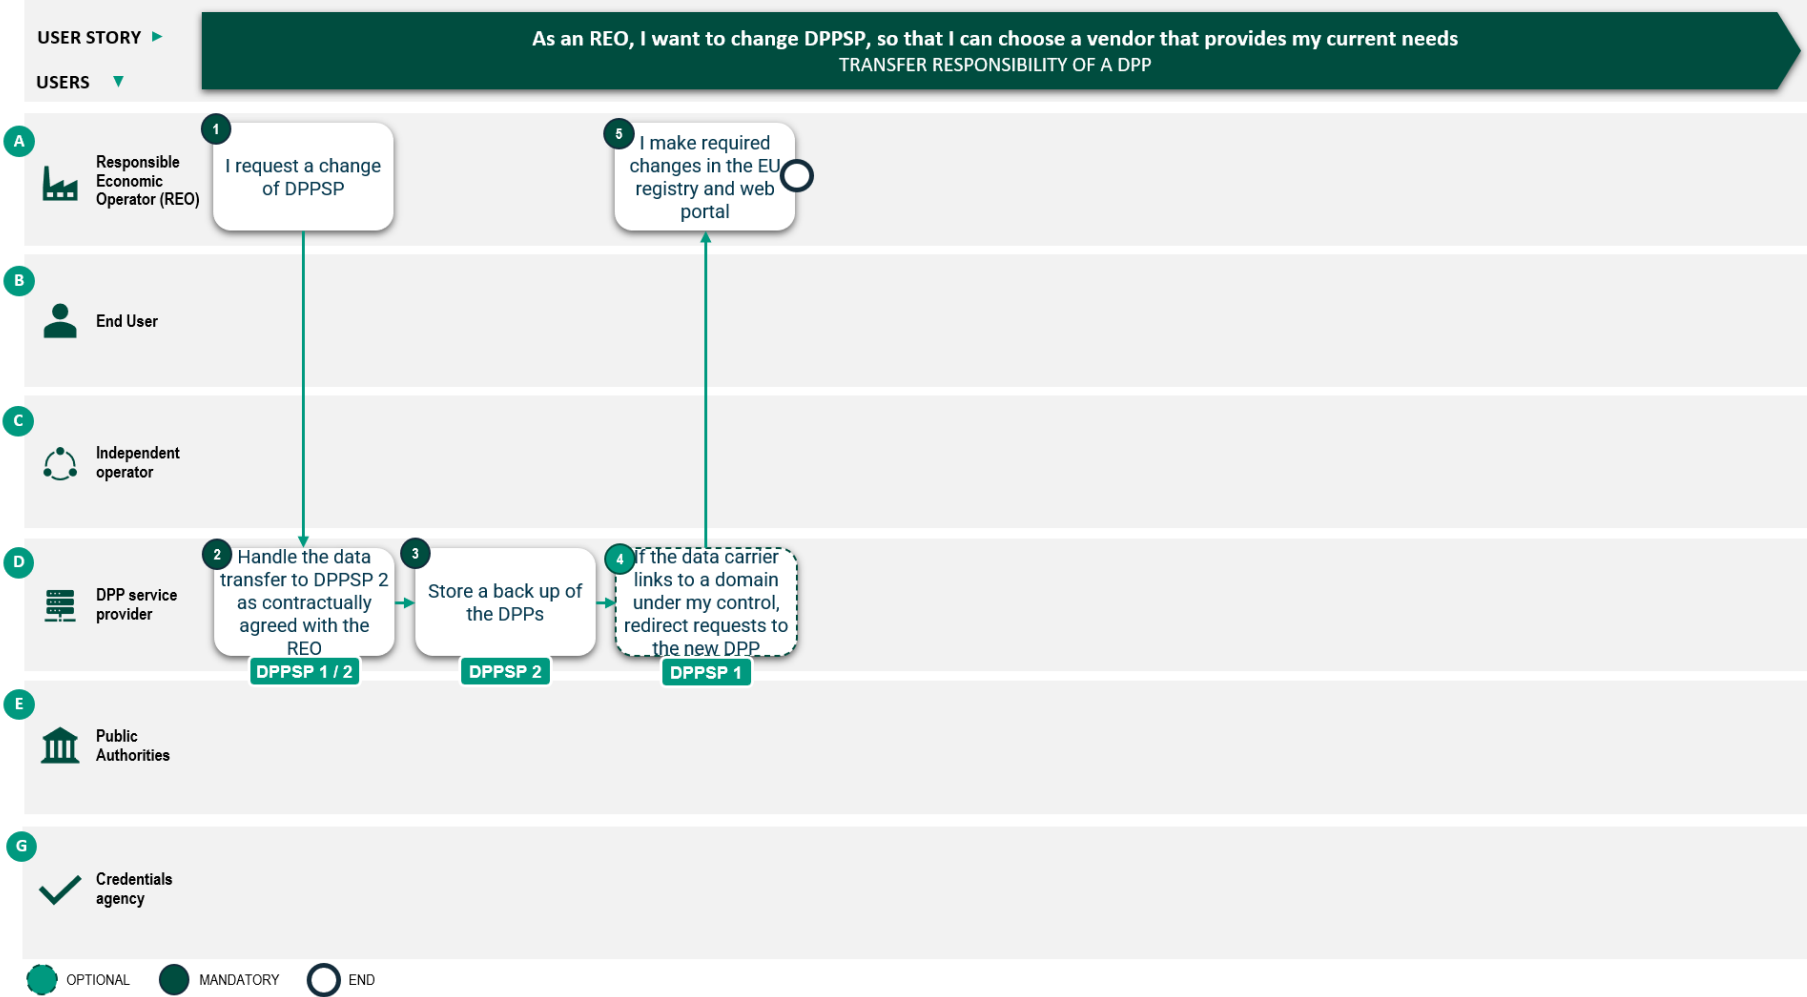 USER STORY
As an REO, I want to change DPPSP, so that I can choose a vendor that provides my current needs
TRANSFER RESPONSIBILITY OF A DPP
USERS
A
Responsible
Economic
Operator (REO)
1
I request a change
of DPPSP
5
I make required
changes in the EU
registry and web
portal
B
End User
C
Independent
operator
D
DPP service
provider
2
Handle the data
transfer to DPPSP 2
as contractually
agreed with the
REO
DPPSP 1 / 2
3
Store a back up of
the DPPs
DPPSP 2
4
If the data carrier
links to a domain
under my control,
redirect requests to
the new DPP
DPPSP 1
E
Public
Authorities
G
Credentials
agency
OPTIONAL
MANDATORY
END